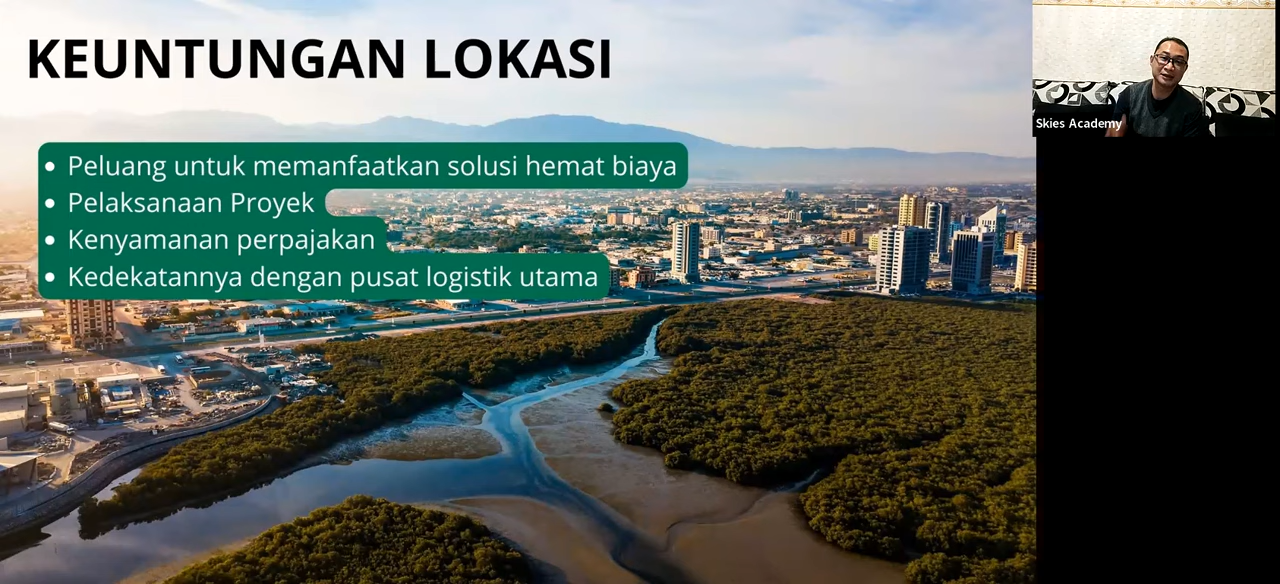 KEUNTUNGAN LOKASI
• Peluang untuk memanfaatkan solusi hemat biaya
• Pelaksanaan Proyek
• Kenyamanan perpajakan
• Kedekatannya dengan pusat logistik utama
Skies Academy